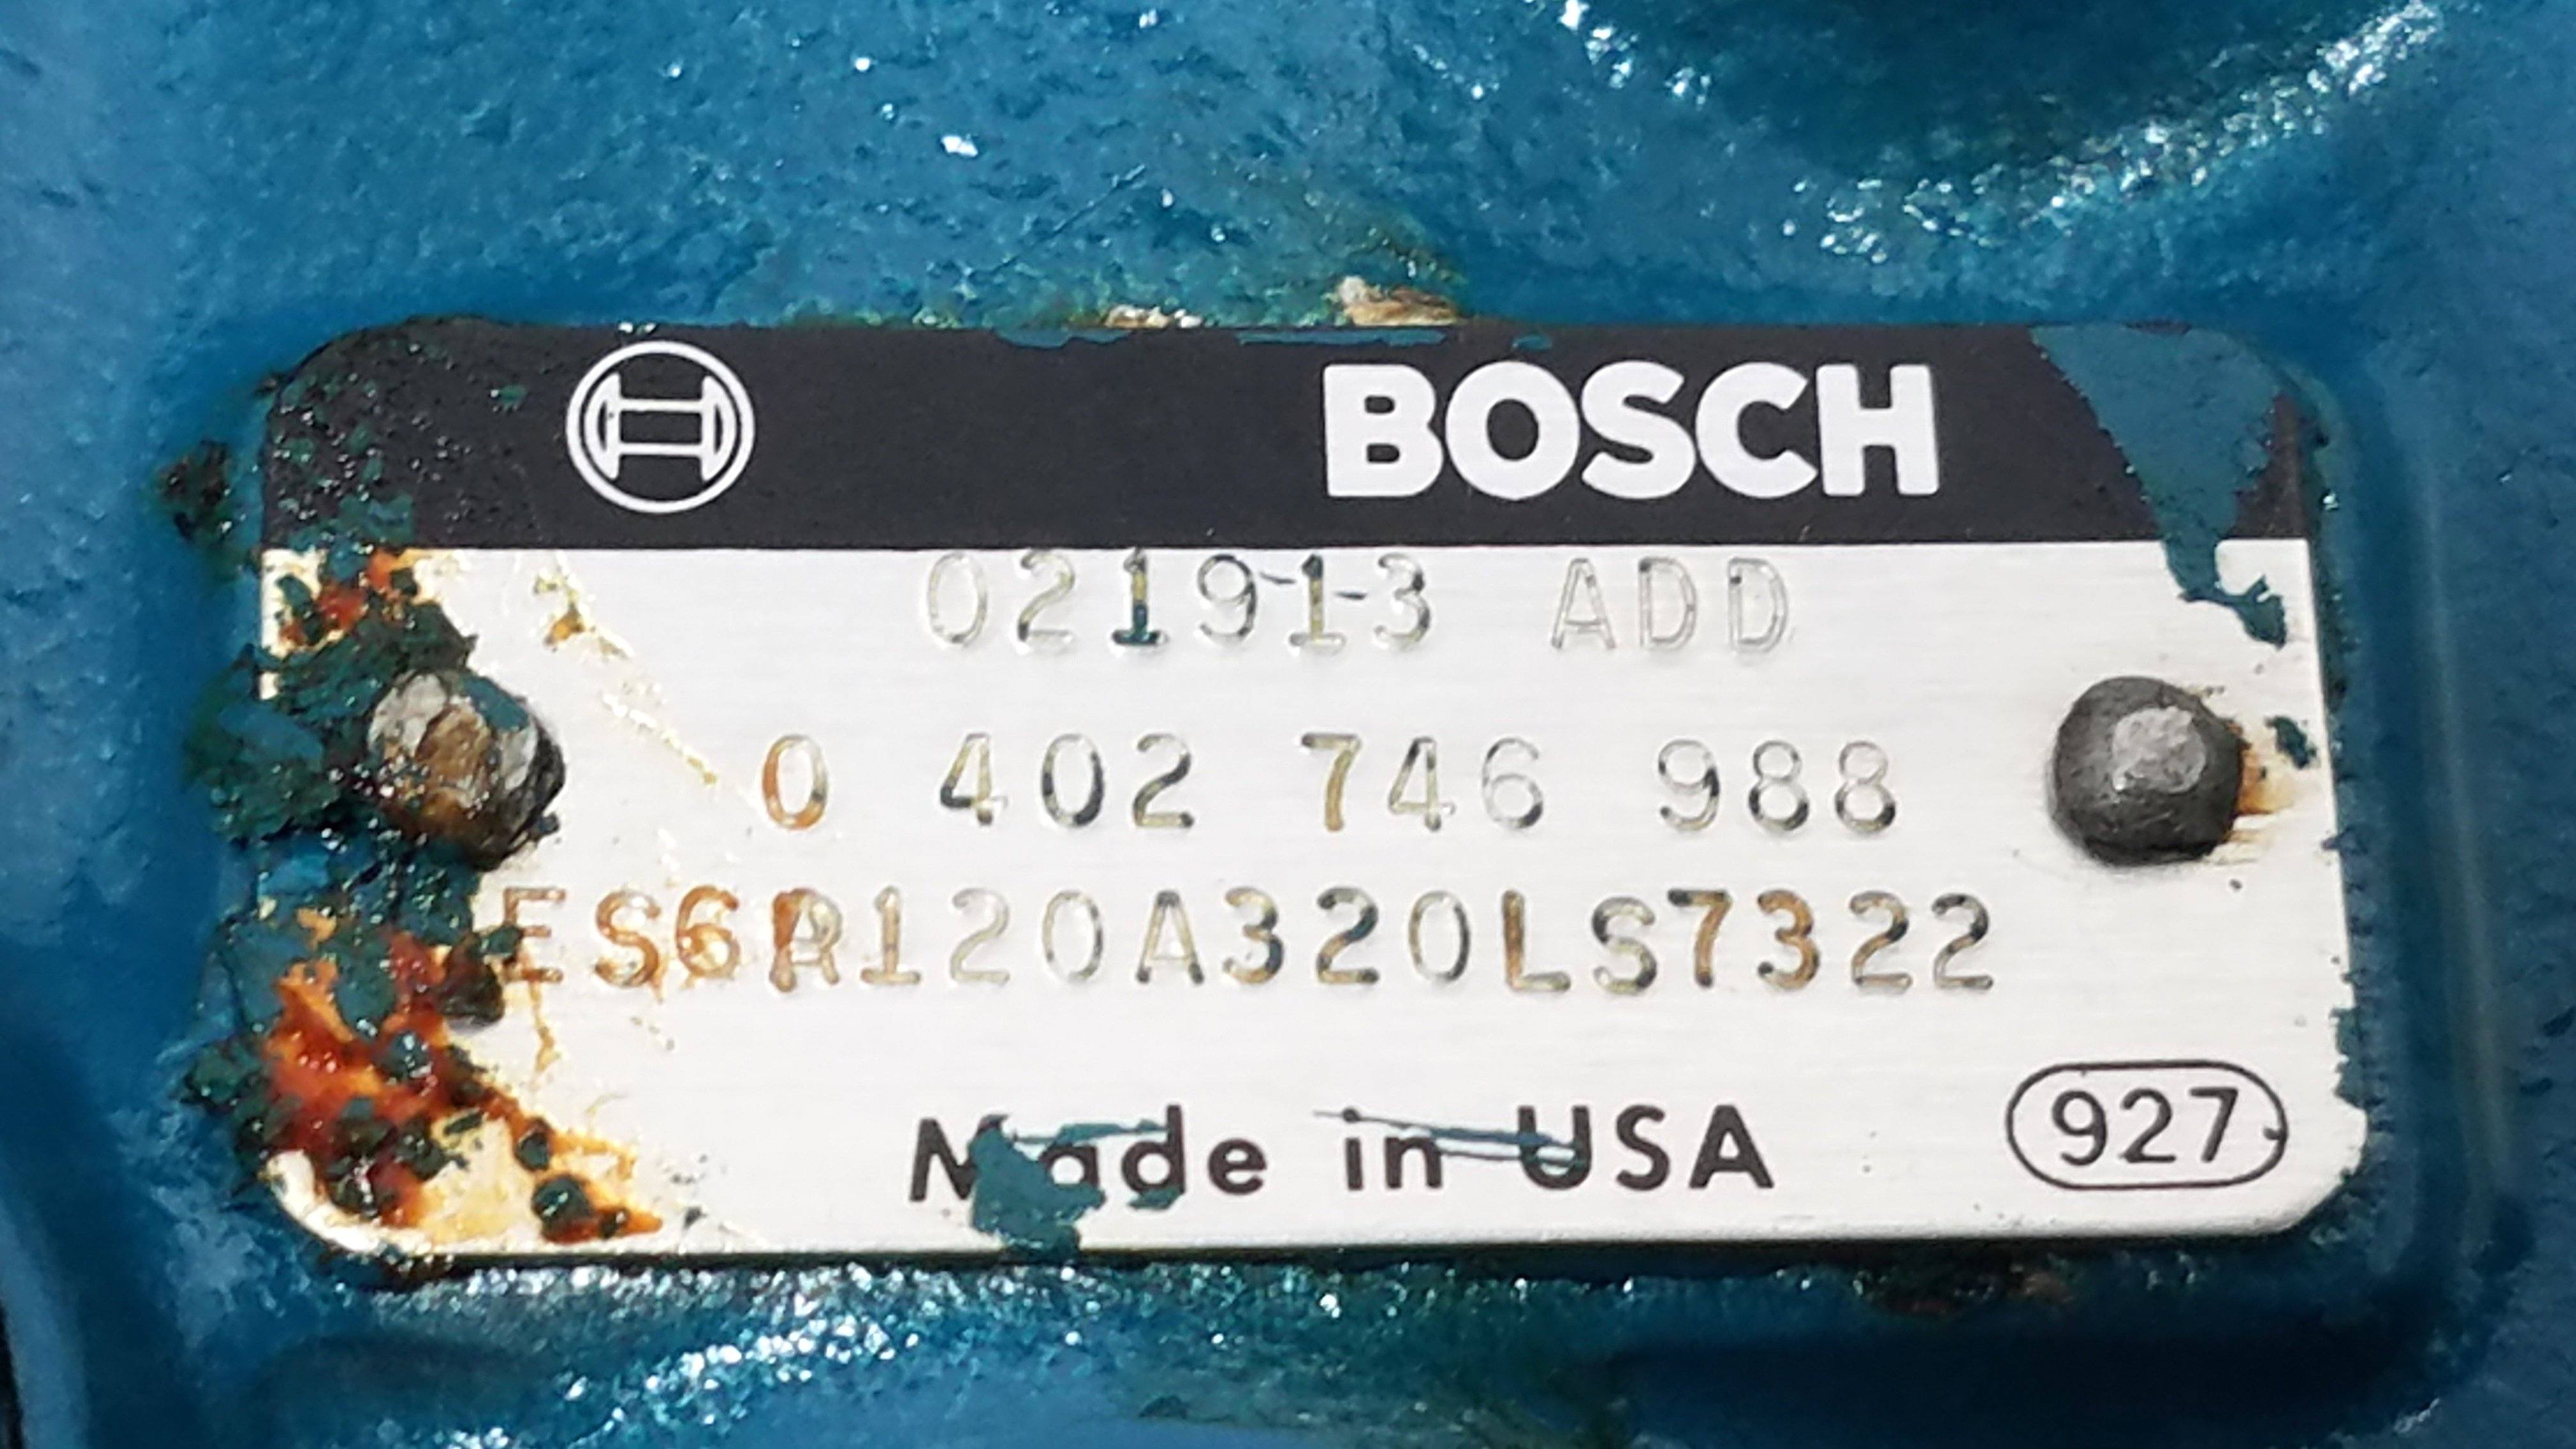 BOSCH
021913 ADD
0 402 746 988
ES6R120A320LS7322
Made in USA
927